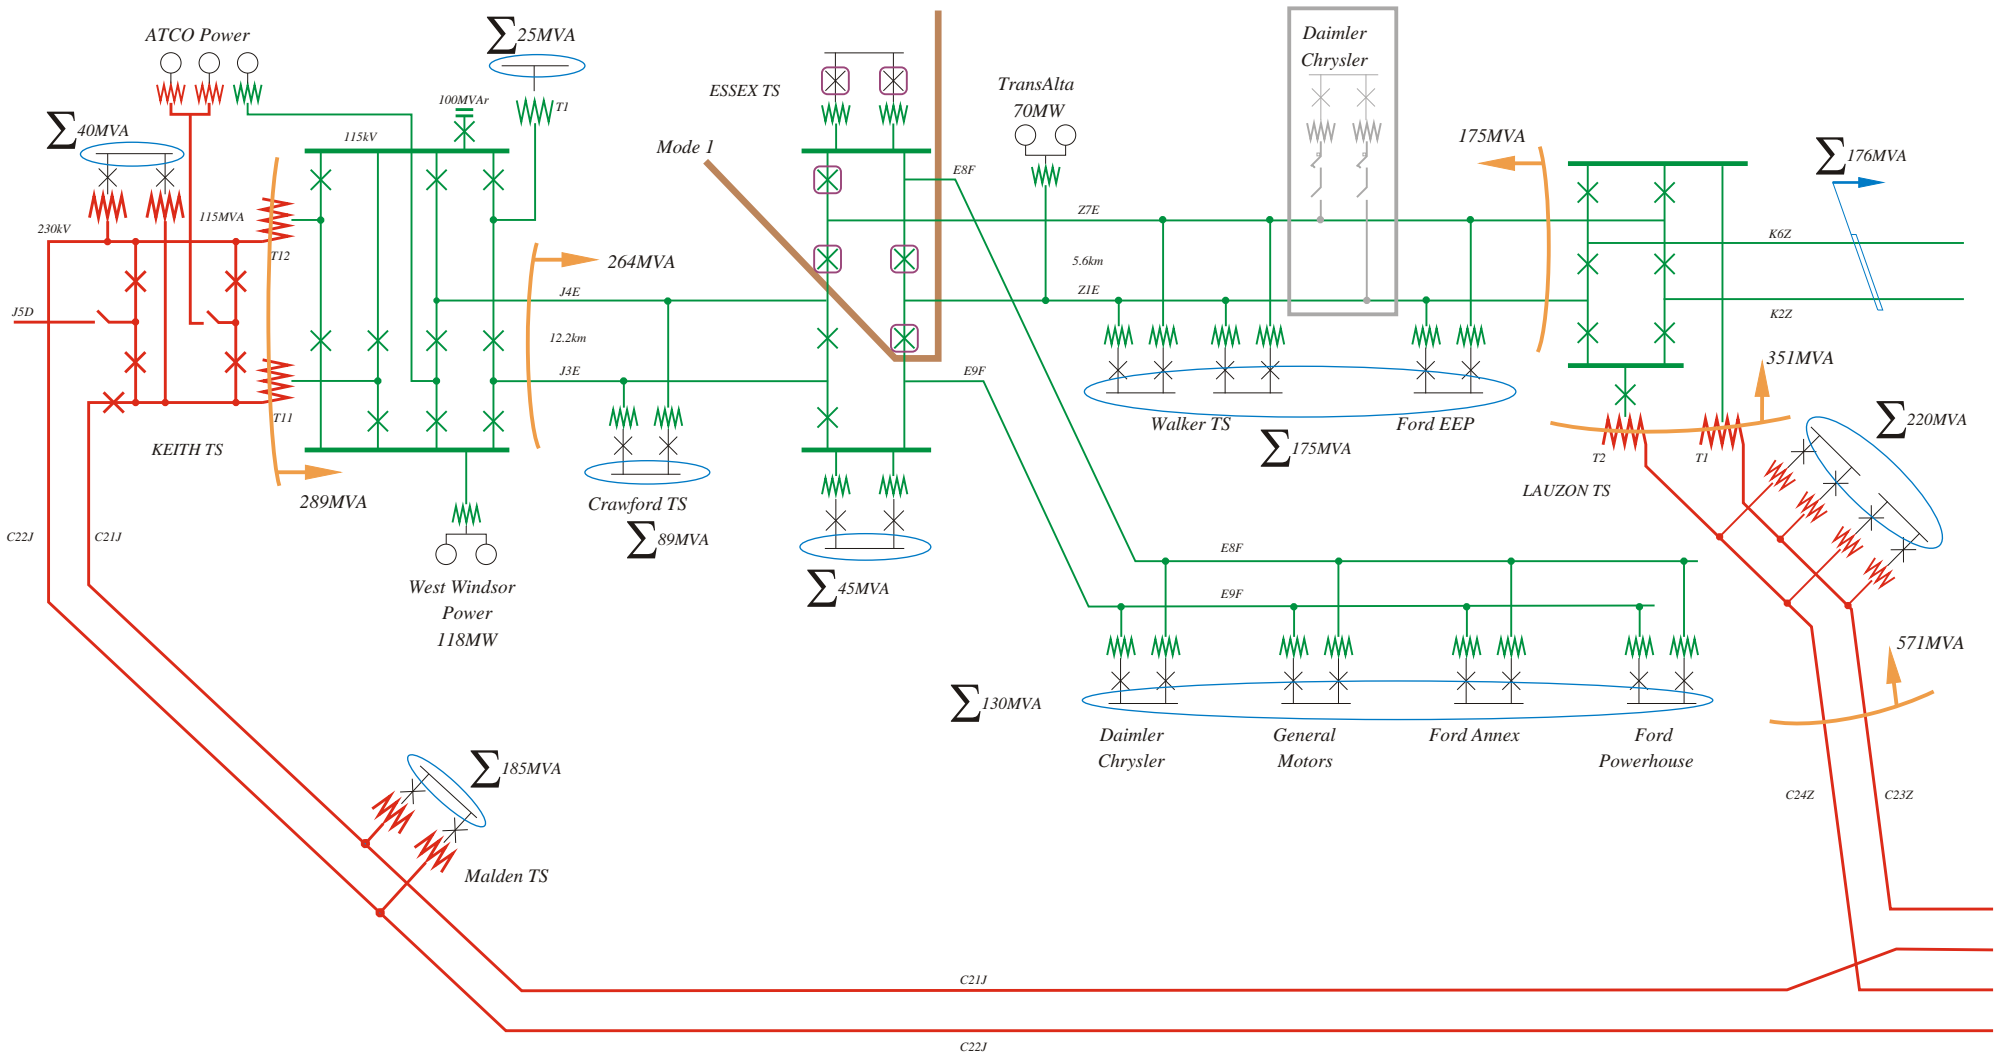 ATCO Power
∑25MVA
ESSEX TS
TransAlta
70MW
Daimler
Chrysler
∑40MVA
115kV
100MVAr
T1
Mode 1
175MVA
∑176MVA
E8F
115MVA
230kV
T12
Z7E
K6Z
264MVA
5.6km
J4E
Z1E
J5D
K2Z
12.2km
351MVA
J3E
E9F
T11
KEITH TS
Walker TS
Ford EEP
∑220MVA
∑175MVA
T2
T1
289MVA
Crawford TS
LAUZON TS
∑89MVA
C22J
C21J
West Windsor
Power
118MW
∑45MVA
E8F
E9F
571MVA
∑130MVA
Daimler
Chrysler
General
Motors
Ford Annex
Ford
Powerhouse
∑185MVA
C24Z
C23Z
Malden TS
C21J
C22J